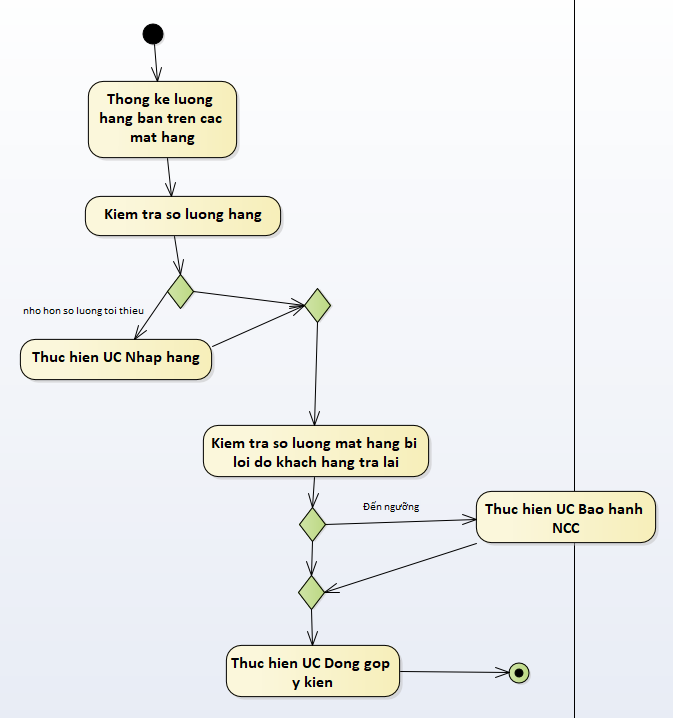 Thong ke luong
hang ban tren cac
mat hang
Kiem tra so luong hang
nho hon so luong toi thieu
Thuc hien UC Nhap hang
Kiem tra so luong mat hang bi
loi do khach hang tra lai
Đến ngưỡng
Thuc hien UC Bao hanh
NCC
Thuc hien UC Dong gop
y kien